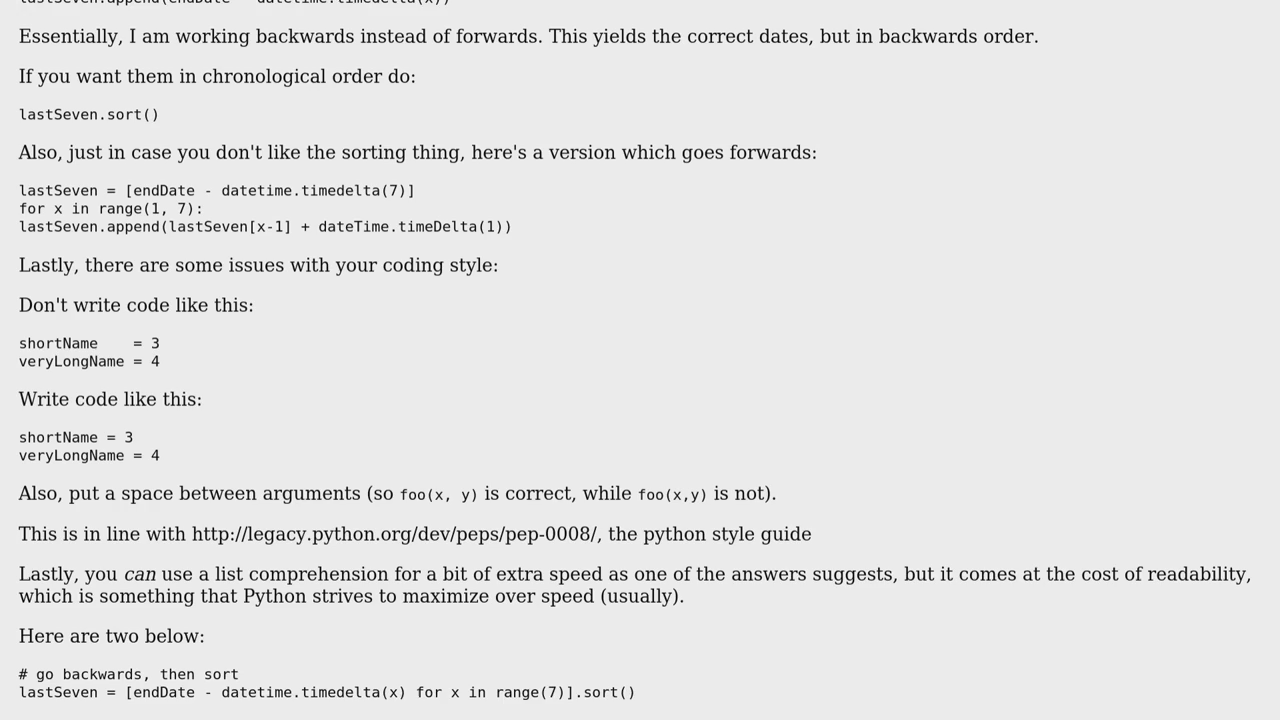 lastSeven.append(endDate - datetime.timedelta(x))
Essentially, I am working backwards instead of forwards. This yields the correct dates, but in backwards order.
If you want them in chronological order do:
lastSeven.sort()
Also, just in case you don't like the sorting thing, here's a version which goes forwards:
lastSeven = [endDate - datetime.timedelta(7)]
for x in range(1, 7):
lastSeven.append(lastSeven[x-1] + dateTime.timeDelta(1))
Lastly, there are some issues with your coding style:
Don't write code like this:
shortName    = 3
veryLongName = 4
Write code like this:
shortName = 3
veryLongName = 4
Also, put a space between arguments (so foo(x, y) is correct, while foo(x,y) is not).
This is in line with http://legacy.python.org/dev/peps/pep-0008/, the python style guide
Lastly, you can use a list comprehension for a bit of extra speed as one of the answers suggests, but it comes at the cost of readability,
which is something that Python strives to maximize over speed (usually).
Here are two below:
# go backwards, then sort
lastSeven = [endDate - datetime.timedelta(x) for x in range(7)].sort()